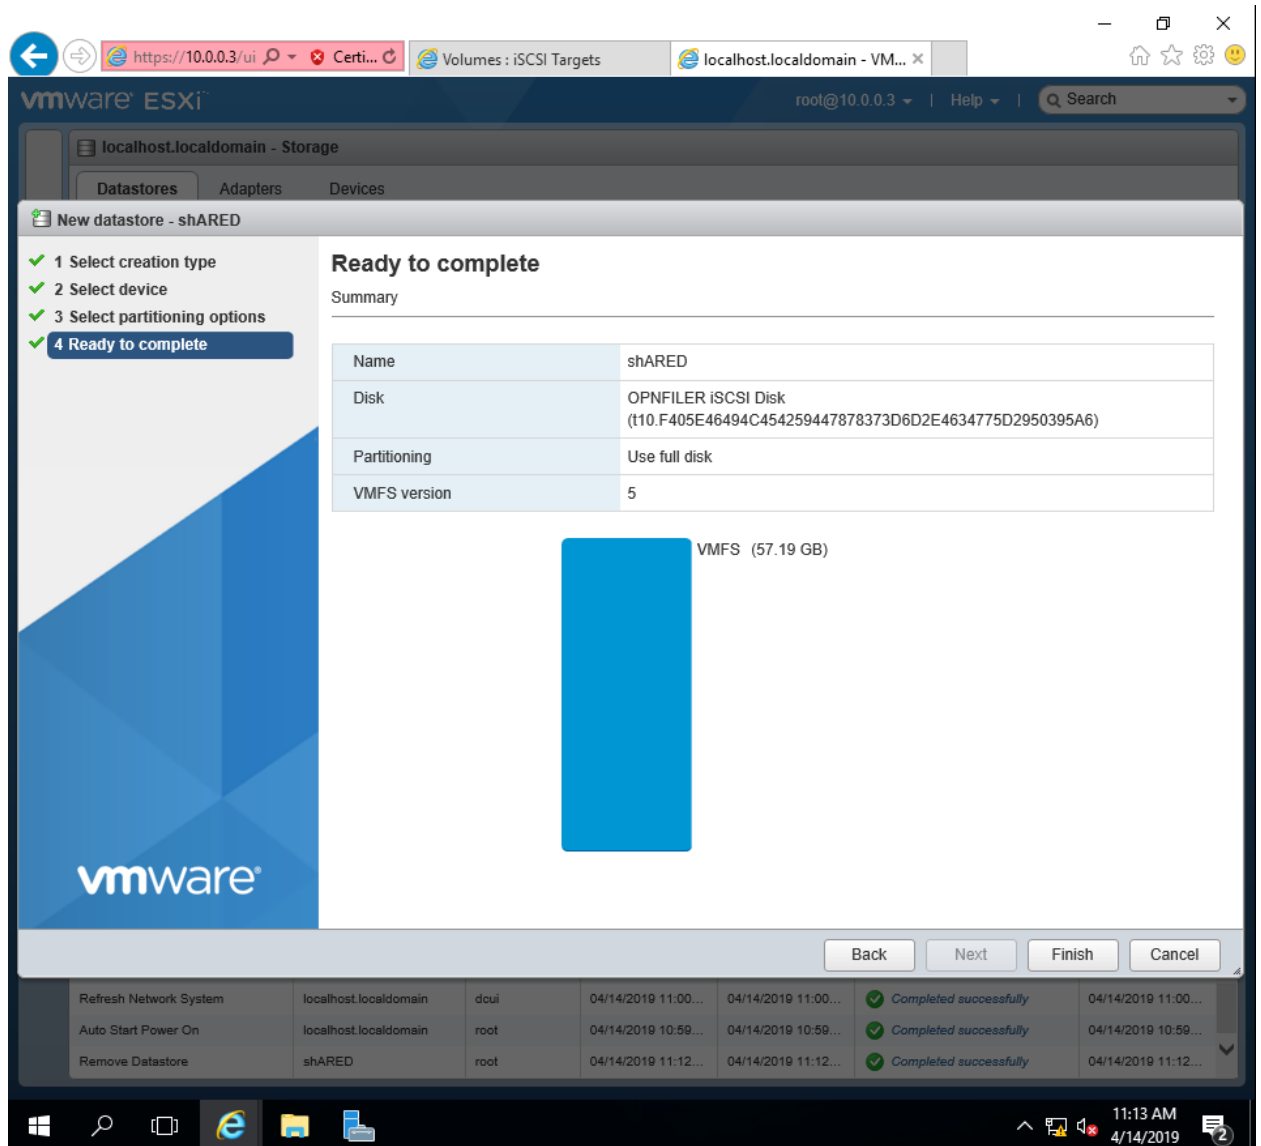 https://10.0.0.3/ui
Certi...
Volumes : iSCSI Targets
localhost.localdomain - VM...
vmware ESXi™
root@10.0.0.3 | Help | Search
localhost.localdomain - Storage
Datastores Adapters Devices
New datastore - shARED
1 Select creation type
2 Select device
3 Select partitioning options
4 Ready to complete
Ready to complete
Summary
Name shARED
Disk OPNFILER iSCSI Disk
(t10.F405E46494C454259447878373D6D2E4634775D2950395A6)
Partitioning Use full disk
VMFS version 5
VMFS (57.19 GB)
vmware®
Back Next Finish Cancel
Refresh Network System localhost.localdomain dcui 04/14/2019 11:00... 04/14/2019 11:00... Completed successfully 04/14/2019 11:00...
Auto Start Power On localhost.localdomain root 04/14/2019 10:59... 04/14/2019 10:59... Completed successfully 04/14/2019 10:59...
Remove Datastore shARED root 04/14/2019 11:12... 04/14/2019 11:12... Completed successfully 04/14/2019 11:12...
11:13 AM
4/14/2019
2